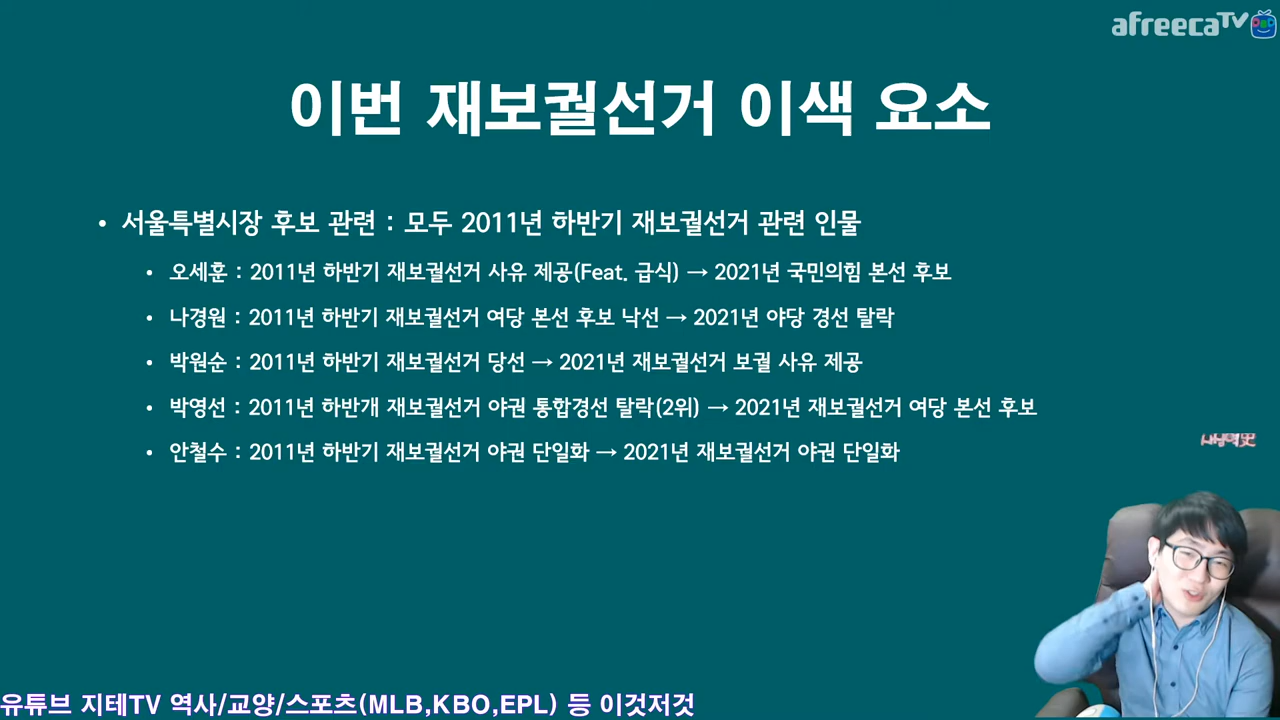 afreecaTV
이번 재보궐선거 이색 요소
• 서울특별시장 후보 관련 : 모두 2011년 하반기 재보궐선거 관련 인물
• 오세훈 : 2011년 하반기 재보궐선거 사유 제공(Feat. 급식) → 2021년 국민의힘 본선 후보
• 나경원 : 2011년 하반기 재보궐선거 여당 본선 후보 낙선 → 2021년 야당 경선 탈락
• 박원순 : 2011년 하반기 재보궐선거 당선 → 2021년 재보궐선거 보궐 사유 제공
• 박영선 : 2011년 하반개 재보궐선거 야권 통합경선 탈락(2위) → 2021년 재보궐선거 여당 본선 후보
• 안철수 : 2011년 하반기 재보궐선거 야권 단일화 → 2021년 재보궐선거 야권 단일화
유튜브 지테TV 역사/교양/스포츠(MLB,KBO,EPL) 등 이것저것